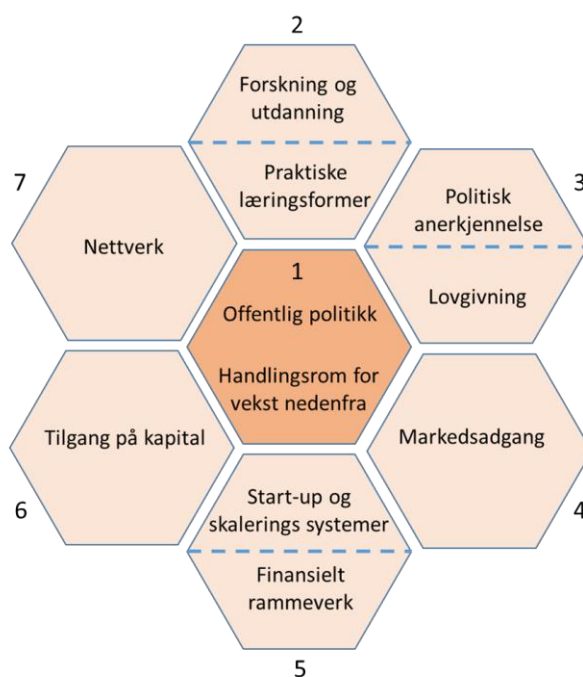 2
Forskning og
utdanning
Praktiske
læringsformer
7
Nettverk
3
Politisk
anerkjennelse
Lovgivning
1
Offentlig politikk
Handlingsrom for
vekst nedenfra
Tilgang på kapital
6
Markedsadgang
4
Start-up og
skalerings systemer
Finansielt
rammeverk
5